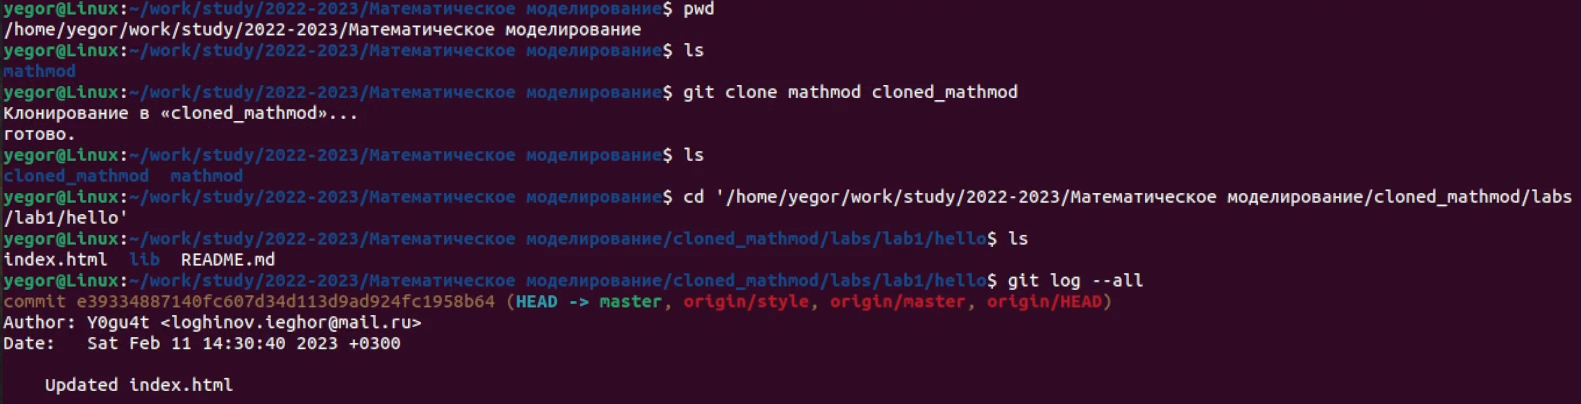 yegor@Linux:~/work/study/2022-2023/Математическое моделирование$ pwd
/home/yegor/work/study/2022-2023/Математическое моделирование
yegor@Linux:~/work/study/2022-2023/Математическое моделирование$ ls
mathmod
yegor@Linux:~/work/study/2022-2023/Математическое моделирование$ git clone mathmod cloned_mathmod
Клонирование в «cloned_mathmod»...
готово.
yegor@Linux:~/work/study/2022-2023/Математическое моделирование$ ls
cloned_mathmod  mathmod
yegor@Linux:~/work/study/2022-2023/Математическое моделирование$ cd '/home/yegor/work/study/2022-2023/Математическое моделирование/cloned_mathmod/labs
/lab1/hello'
yegor@Linux:~/work/study/2022-2023/Математическое моделирование/cloned_mathmod/labs/lab1/hello$ ls
index.html  lib  README.md
yegor@Linux:~/work/study/2022-2023/Математическое моделирование/cloned_mathmod/labs/lab1/hello$ git log --all
commit e39334887140fc607d34d113d9ad924fc1958b64 (HEAD -> master, origin/style, origin/master, origin/HEAD)
Author: Y0gu4t <loghinov.ieghor@mail.ru>
Date:   Sat Feb 11 14:30:40 2023 +0300
    Updated index.html